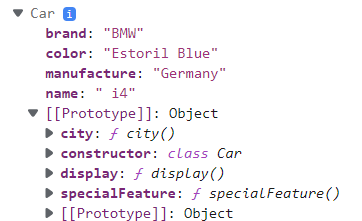 Car i
brand: "BMW"
color: "Estoril Blue"
manufacture: "Germany"
name: " i4"
[[Prototype]]: Object
city: ƒ city()
constructor: class Car
display: ƒ display()
specialFeature: ƒ specialFeature()
[[Prototype]]: Object